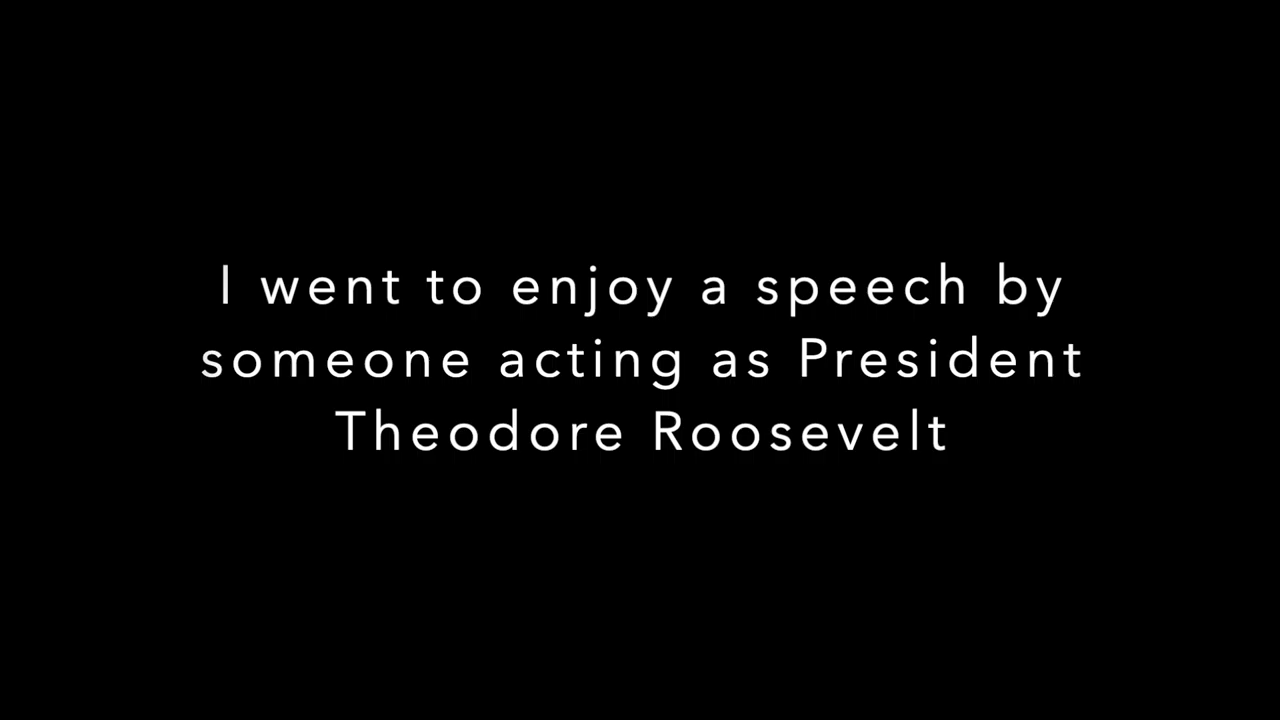 I went to enjoy a speech by
someone acting as President
Theodore Roosevelt